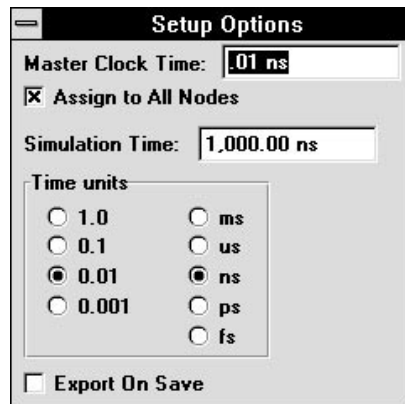 Setup Options
Master Clock Time: .01 ns
Assign to All Nodes
Simulation Time: 1,000.00 ns
Time units
1.0 ms
0.1 us
0.01 ns
0.001 ps
fs
Export On Save